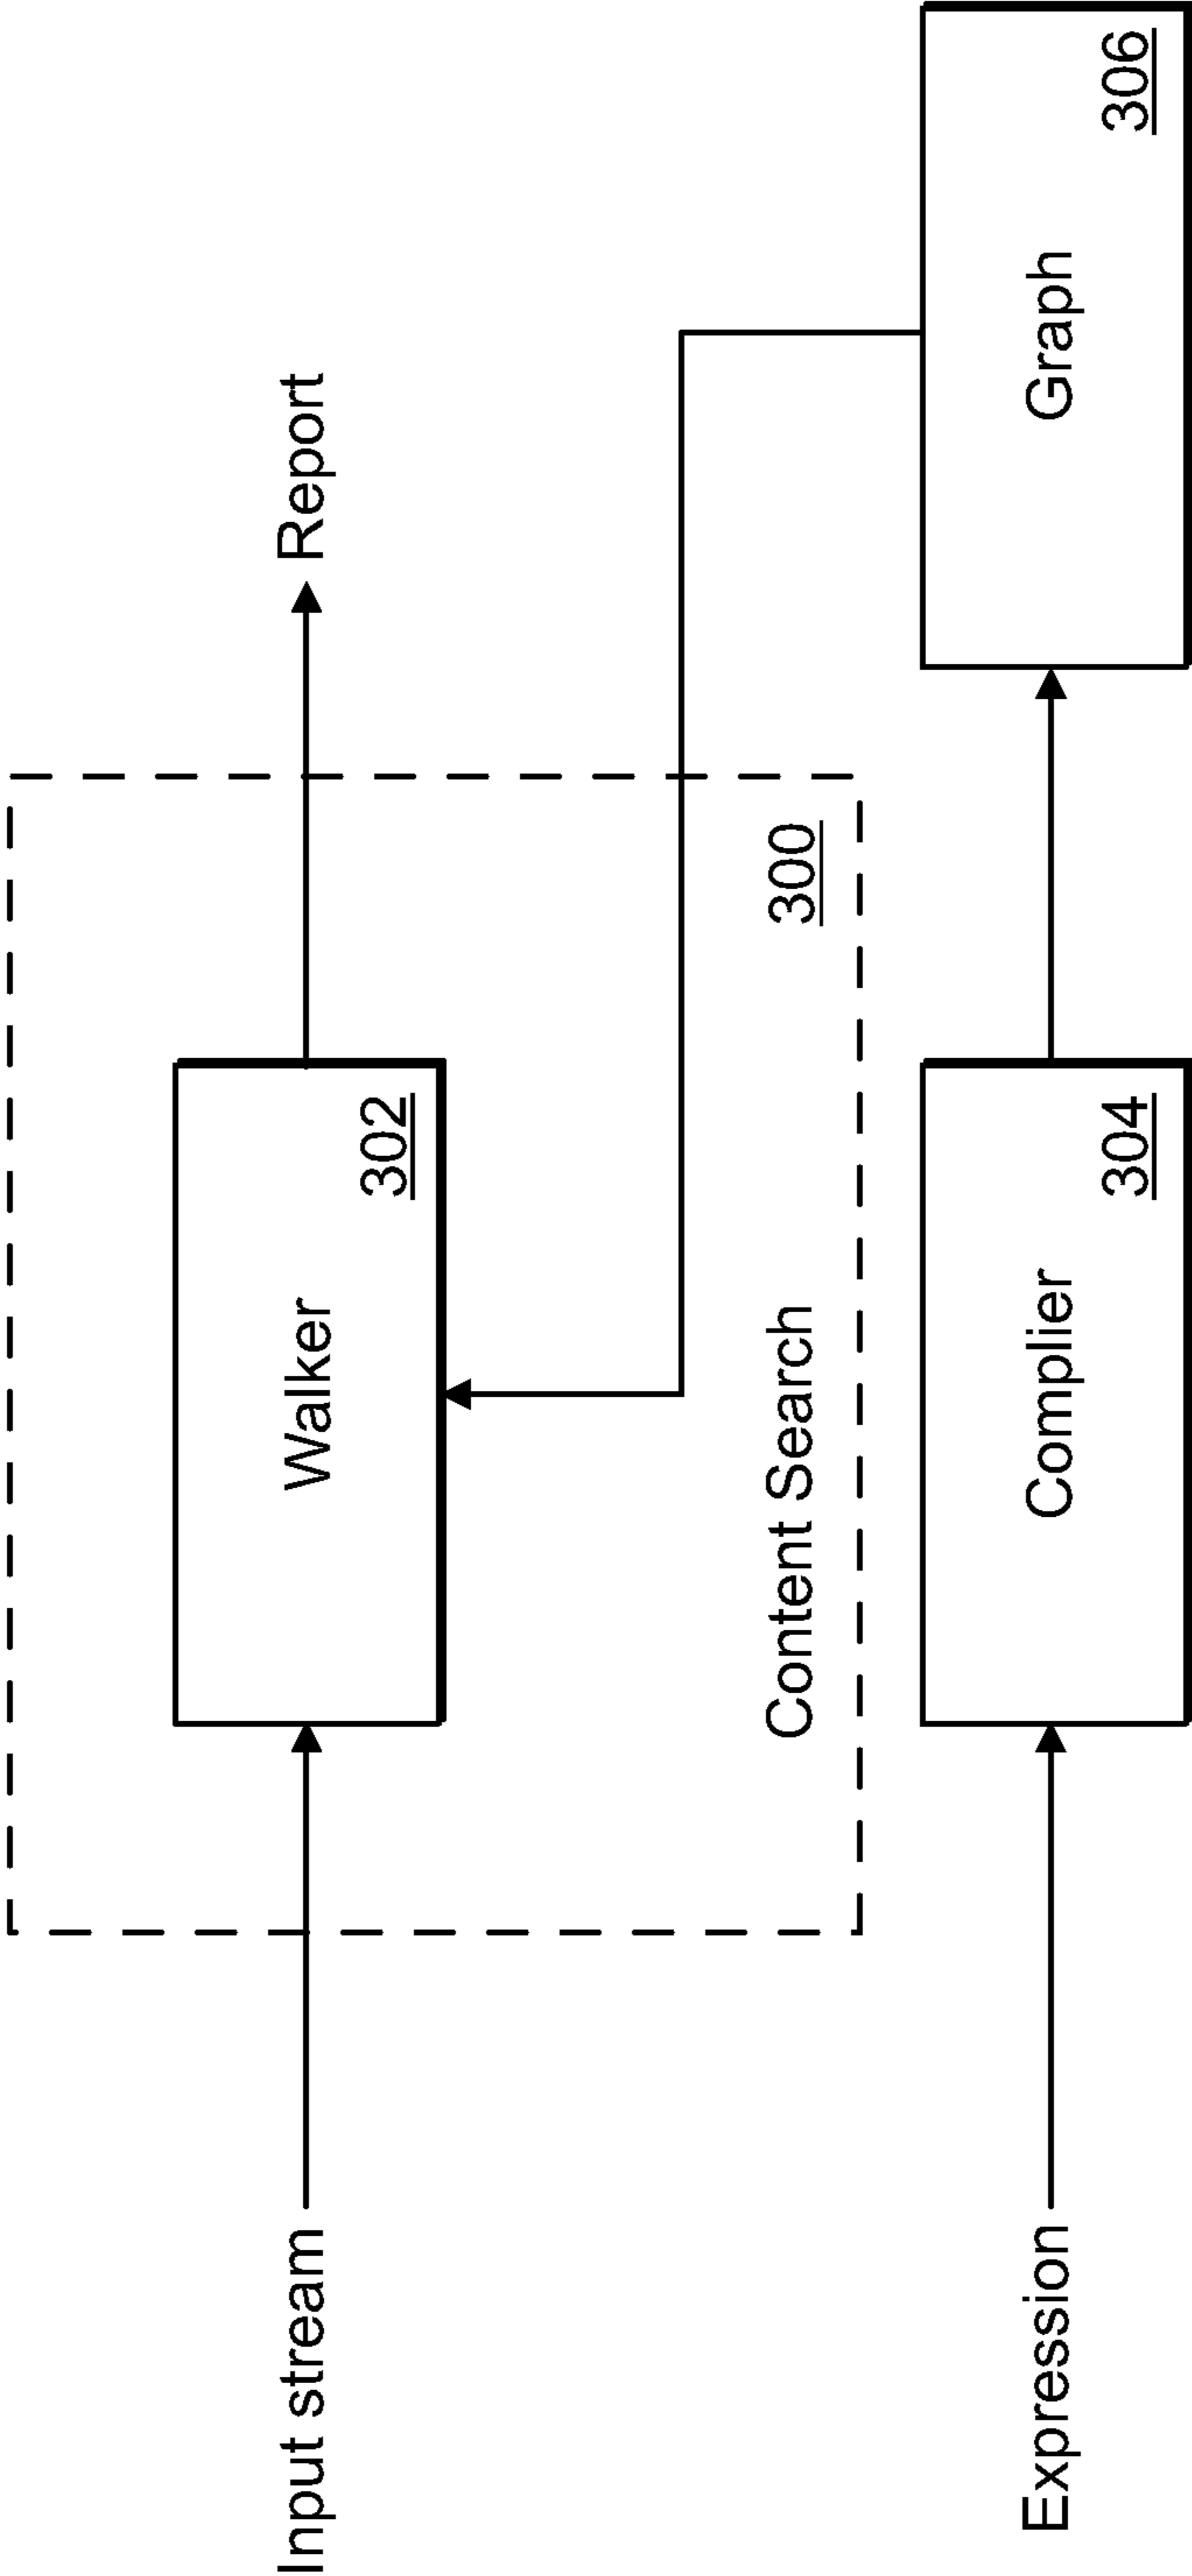 Input stream
Walker
302
Report
Content Search
300
Expression
Complier
304
Graph
306